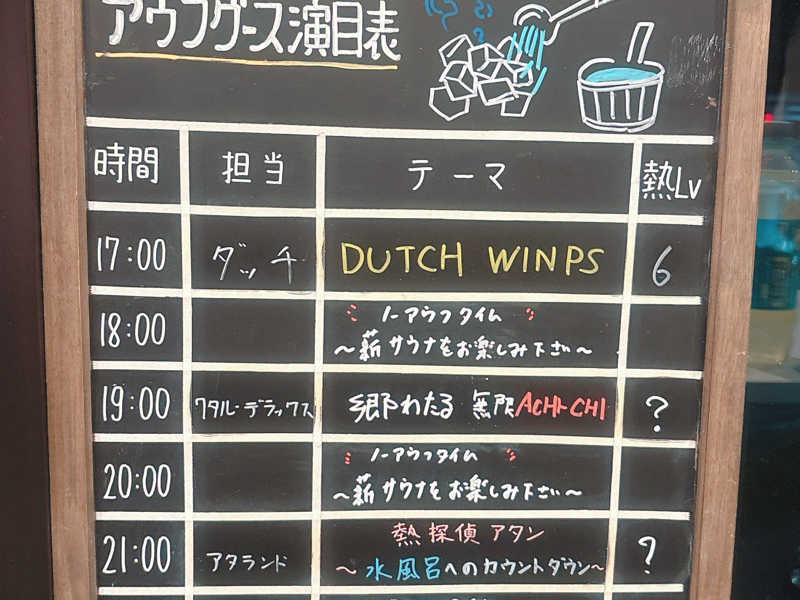 アウフグース演目表
時間 担当 テーマ 熱Lv
17:00 ダッチ DUTCH WINPS 6
18:00 ノーアウフタイム
～薪サウナをお楽しみ下さい～
19:00 ワタル・デラックス 郷わたる 無限ACHI-CHI ?
20:00 ノーアウフタイム
～薪サウナをお楽しみ下さい～
21:00 アタランド 熱探偵アタン ?
～水風呂へのカウントダウン～